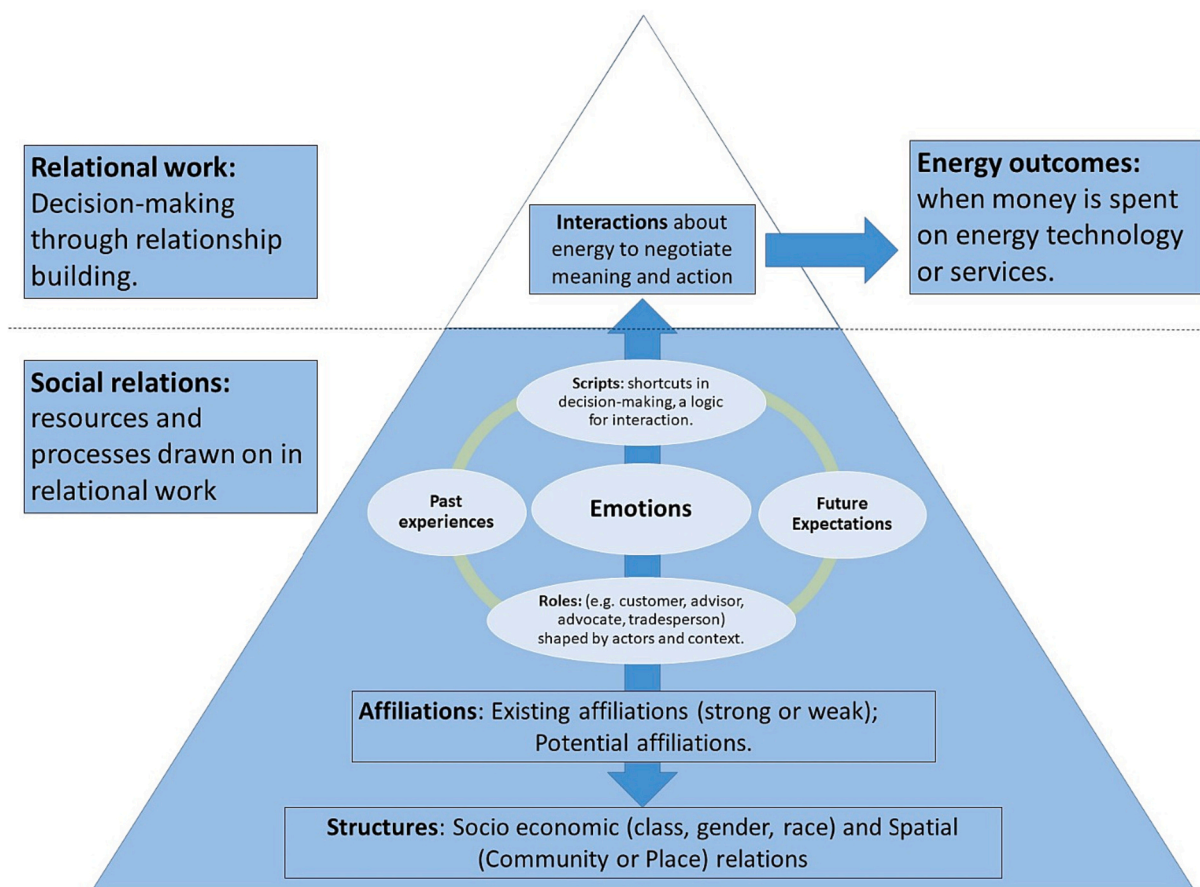 Relational work:
Decision-making
through relationship
building.
Interactions about
energy to negotiate
meaning and action
Energy outcomes:
when money is spent
on energy technology
or services.
Social relations:
resources and
processes drawn on in
relational work
Scripts: shortcuts in
decision-making, a logic
for interaction.
Past
experiences
Emotions
Future
Expectations
Roles: (e.g. customer, advisor,
advocate, tradesperson)
shaped by actors and context.
Affiliations: Existing affiliations (strong or weak);
Potential affiliations.
Structures: Socio economic (class, gender, race) and Spatial
(Community or Place) relations